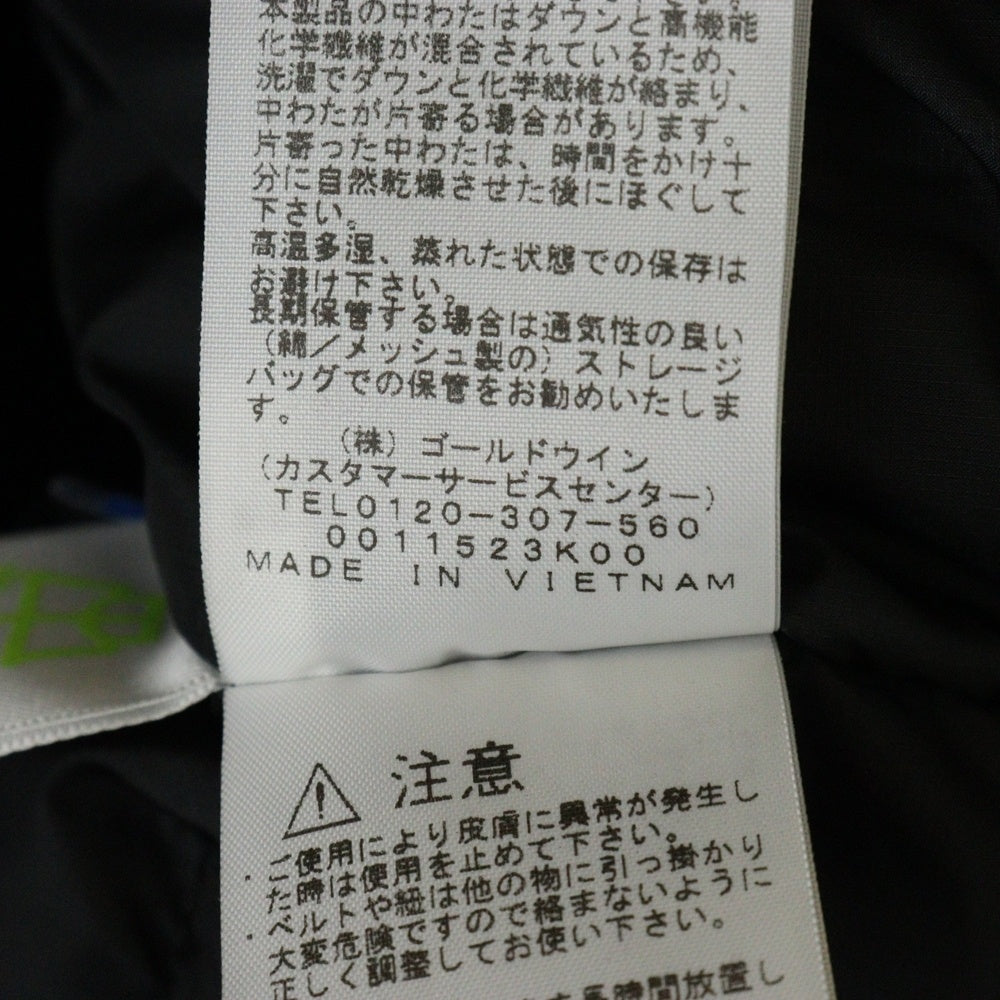 本製品の中わたはダウンと高機能
化学繊維が混合されているため、
洗濯でダウンと化学繊維が絡まり、
中わたが片寄る場合があります。
片寄った中わたは、時間をかけ十
分に自然乾燥させた後にほぐして
下さい。
高温多湿、蒸れた状態での保存は
お避け下さい。
長期保管する場合は通気性の良い
（綿／メッシュ製の）ストレージ
バッグでの保管をお勧めいたしま
す。
（株）ゴールドウイン
（カスタマーサービスセンター）
TEL0120-307-560
0011523K00
MADE IN VIETNAM
注意
・ご使用により皮膚に異常が発生し
た時は使用を止めて下さい。
・ベルトや紐は他の物に引っ掛かり
大変危険ですので絡まないように
正しく調整してお使い下さい。
長時間放置し